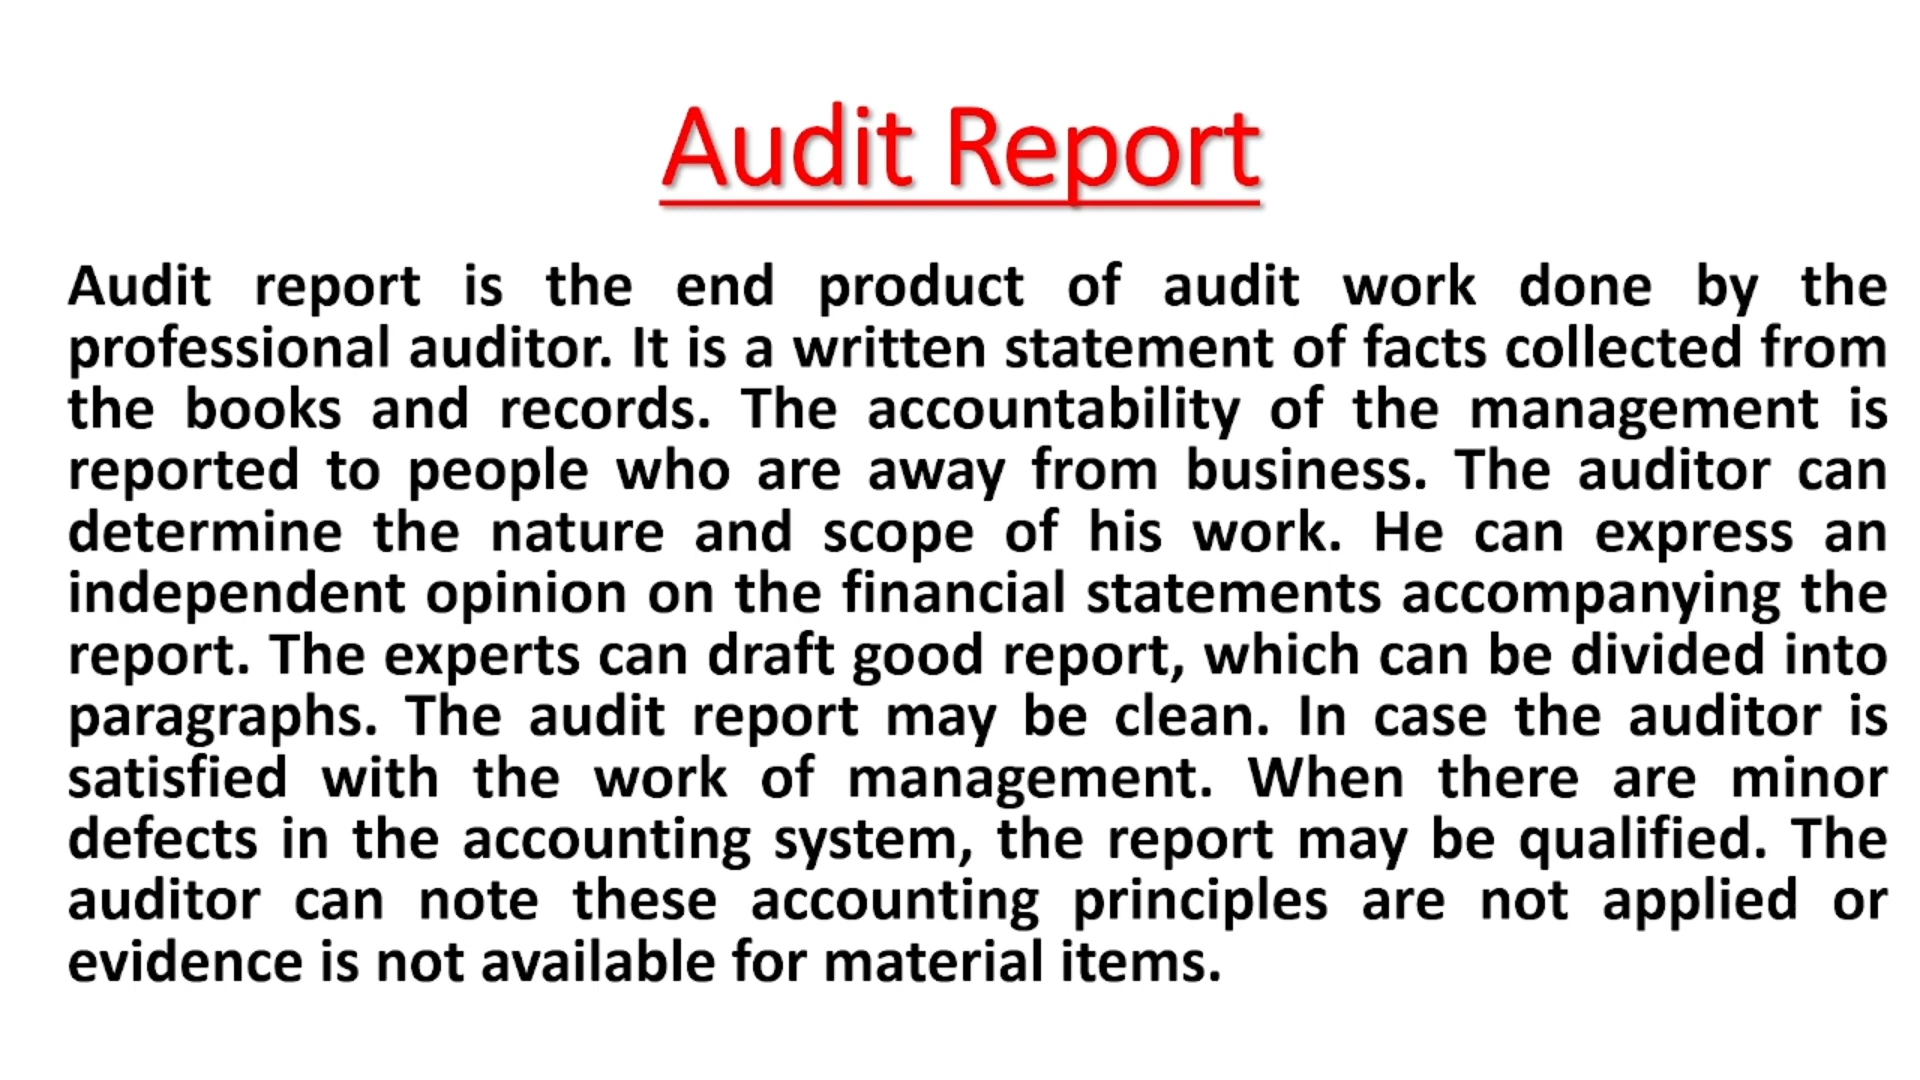 Audit Report
Audit report is the end product of audit work done by the
professional auditor. It is a written statement of facts collected from
the books and records. The accountability of the management is
reported to people who are away from business. The auditor can
determine the nature and scope of his work. He can express an
independent opinion on the financial statements accompanying the
report. The experts can draft good report, which can be divided into
paragraphs. The audit report may be clean. In case the auditor is
satisfied with the work of management. When there are minor
defects in the accounting system, the report may be qualified. The
auditor can note these accounting principles are not applied or
evidence is not available for material items.